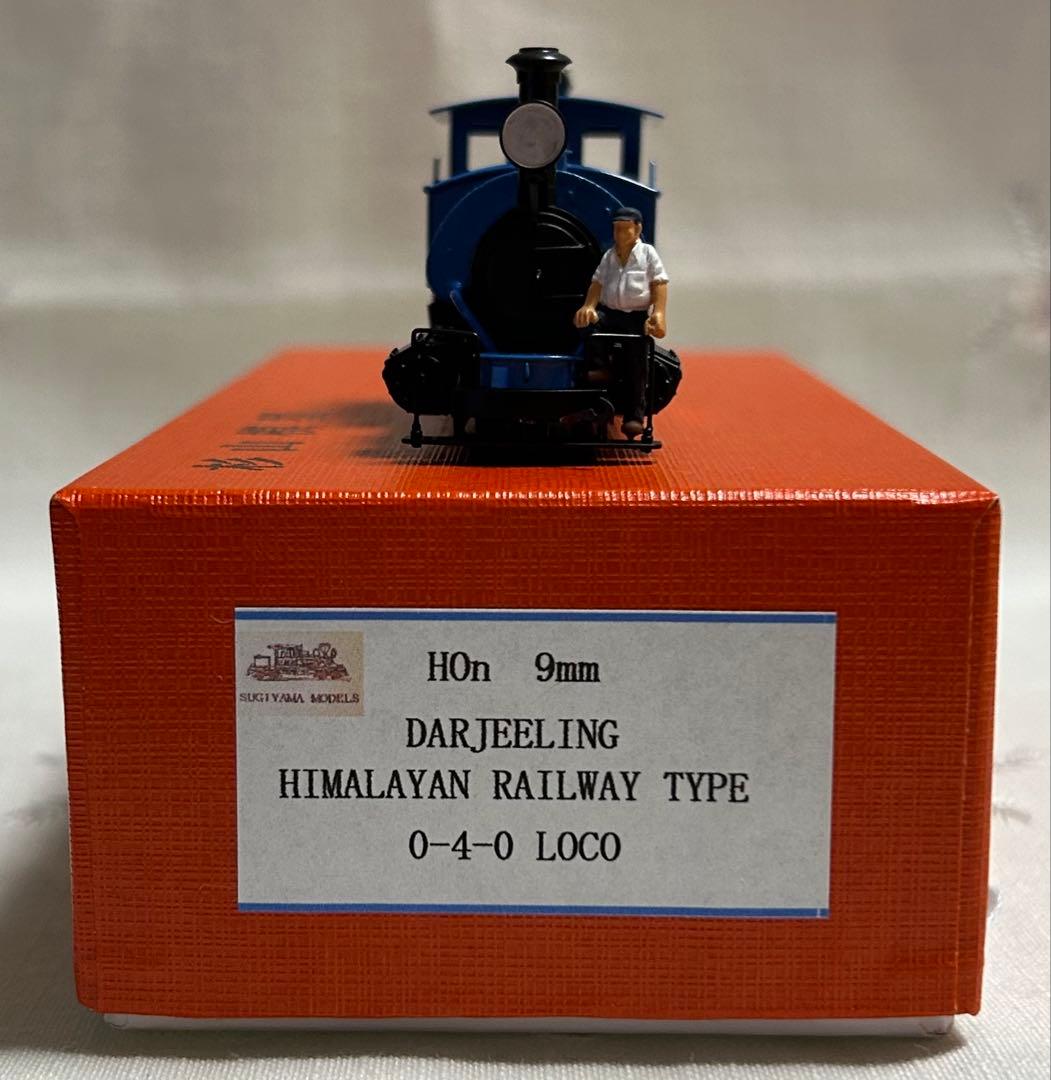 SUGIYAMA MODELS
HOn 9mm
DARJEELING
HIMALAYAN RAILWAY TYPE
0-4-0 LOCO